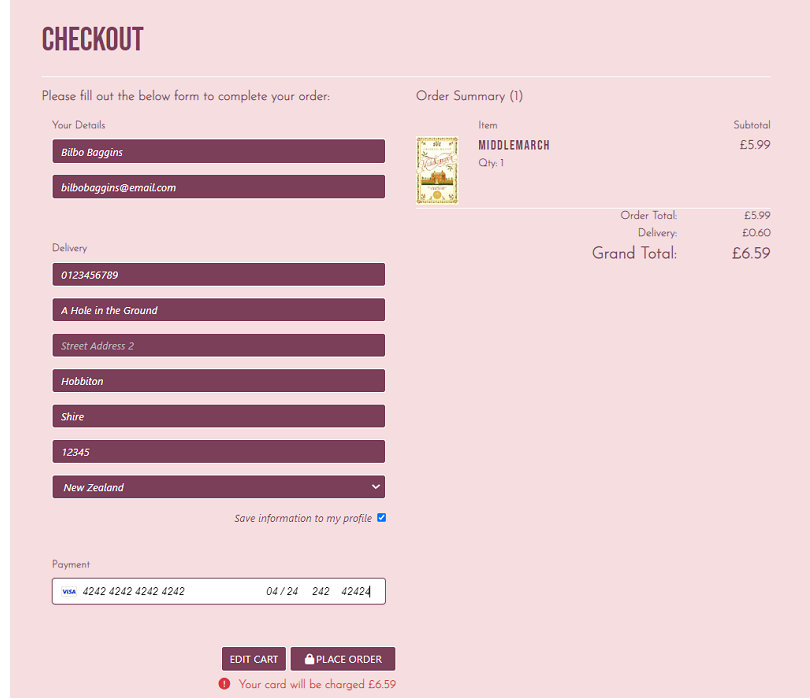 CHECKOUT
Please fill out the below form to complete your order:
Your Details
Bilbo Baggins
bilbobaggins@email.com
Delivery
0123456789
A Hole in the Ground
Street Address 2
Hobbiton
Shire
12345
New Zealand
Save information to my profile
Payment
VISA 4242 4242 4242 4242 04 / 24 242 42424
EDIT CART PLACE ORDER
! Your card will be charged £6.59
Order Summary (1)
Item Subtotal
MIDDLEMARCH £5.99
Qty: 1
Middlemarch
Order Total: £5.99
Delivery: £0.60
Grand Total: £6.59